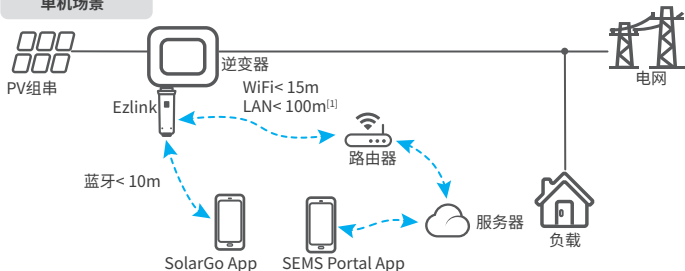 单机场景
PV组串
逆变器
电网
Ezlink
WiFi< 15m
LAN< 100m[1]
路由器
蓝牙< 10m
服务器
负载
SolarGo App
SEMS Portal App